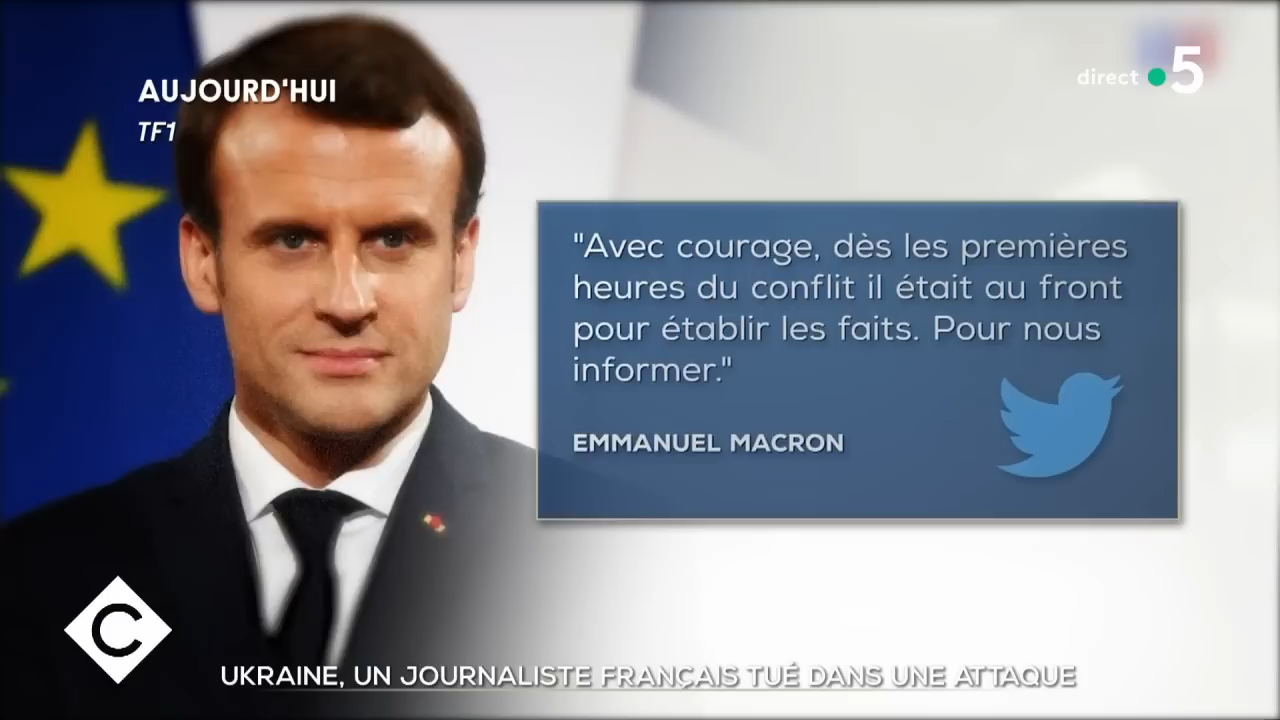 AUJOURD'HUI
TF1
direct 5
"Avec courage, dès les premières
heures du conflit il était au front
pour établir les faits. Pour nous
informer."
EMMANUEL MACRON
C
UKRAINE, UN JOURNALISTE FRANÇAIS TUÉ DANS UNE ATTAQUE